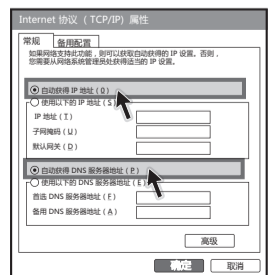 Internet 协议（TCP/IP）属性
常规 备用配置
如果网络支持此功能，则可以获取自动获得的 IP 设置。否则，
您需要从网络系统管理员处获得适当的 IP 设置。
自动获得 IP 地址（O）
使用以下的 IP 地址（S）
IP 地址（I）
子网掩码（U）
默认网关（D）
自动获得 DNS 服务器地址（B）
使用以下的 DNS 服务器地址（E）
首选 DNS 服务器地址（F）
备用 DNS 服务器地址（A）
高级
确定 取消